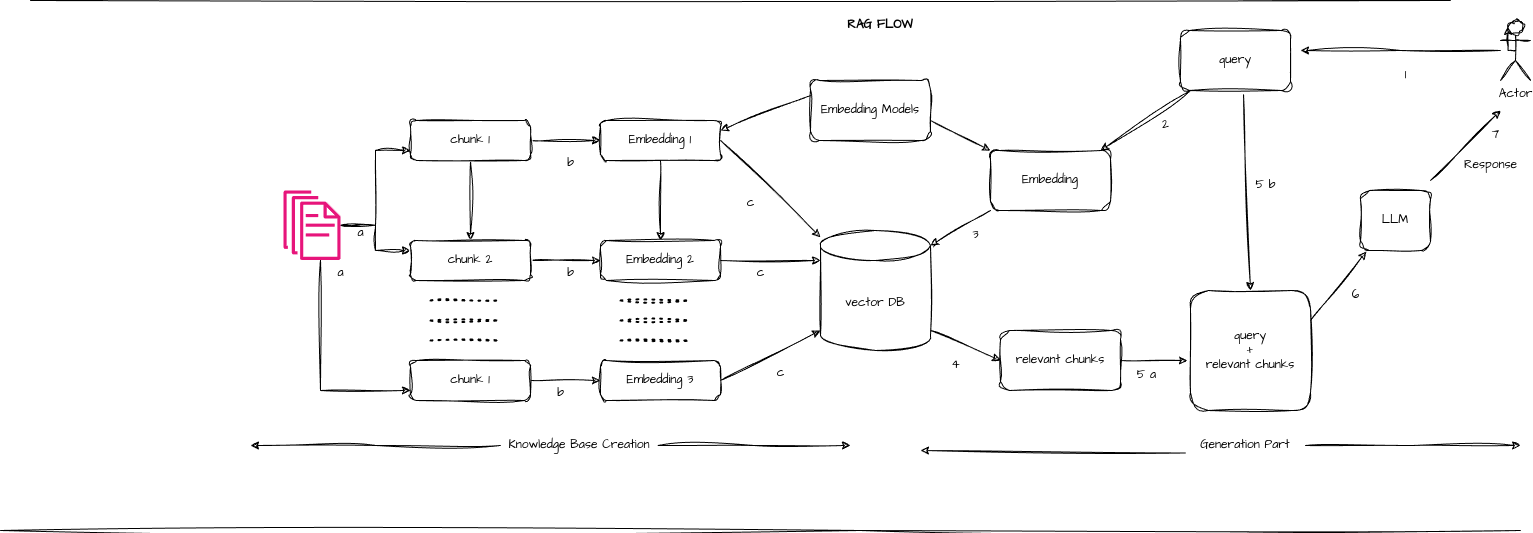 RAG FLOW
query
1
Actor
Embedding Models
2
7
chunk 1
b
Embedding 1
Response
Embedding
5 b
c
LLM
a
3
a
chunk 2
b
Embedding 2
c
6
vector DB
query
+
relevant chunks
relevant chunks
4
5 a
chunk 1
b
Embedding 3
c
Knowledge Base Creation
Generation Part